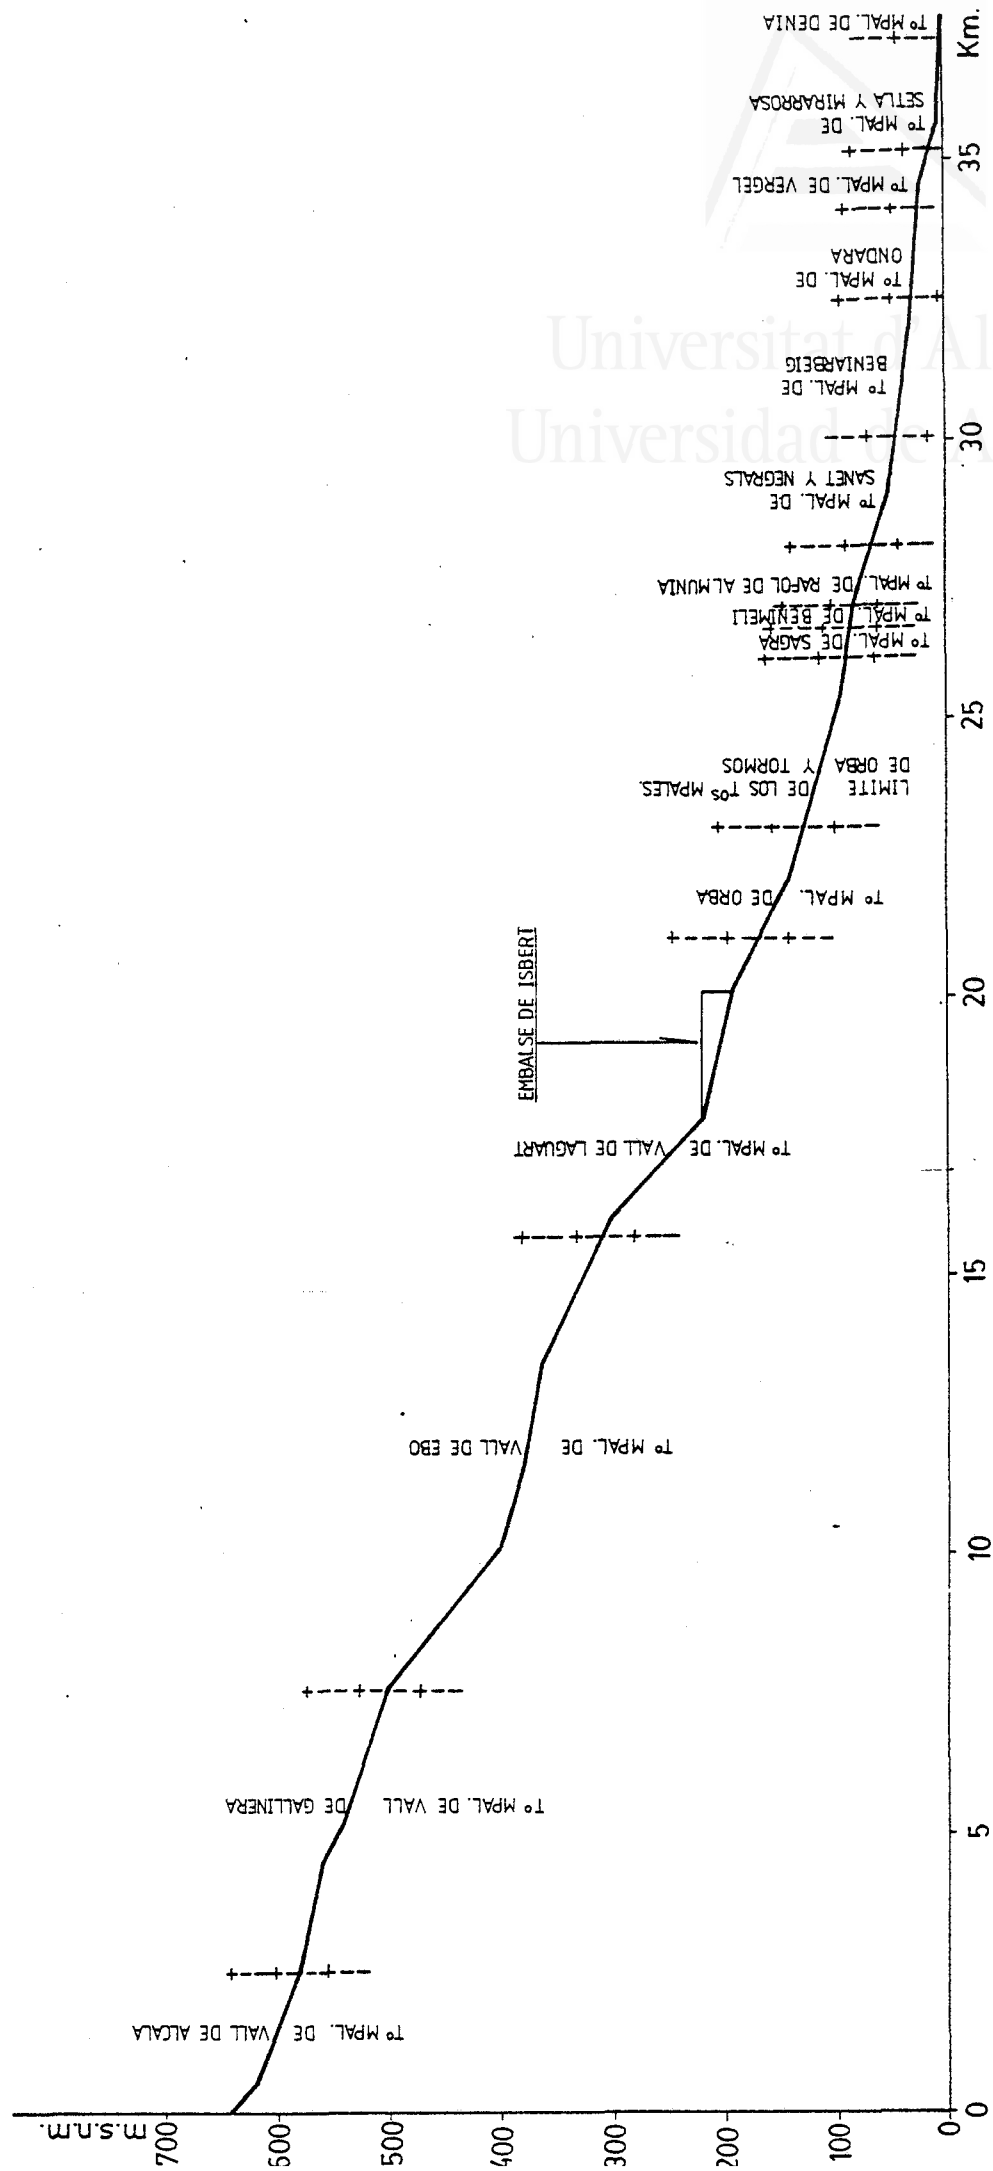 m.s.n.m.
700
600
500
400
300
200
100
0
5
10
15
20
25
30
35
Km.
Tº MPAL. DE VALL DE ALCALA
Tº MPAL. DE VALL DE GALLINERA
Tº MPAL. DE VALL DE EBO
Tº MPAL. DE VALL DE LAGUART
EMBALSE DE ISBERT
Tº MPAL. DE ORBA
LIMITE DE LOS Tºs MPALES.
DE ORBA Y TORMOS
Tº MPAL. DE SAGRA
Tº MPAL. DE BENIMELI
Tº MPAL. DE RAFOL DE ALMUNIA
Tº MPAL. DE
SANET Y NEGRALS
Tº MPAL. DE
BENIARBEIG
Tº MPAL. DE
ONDARA
Tº MPAL. DE VERGEL
Tº MPAL. DE
SETLA Y MIRARROSA
Tº MPAL. DE DENIA
Universitat d'Al
Universidad de A